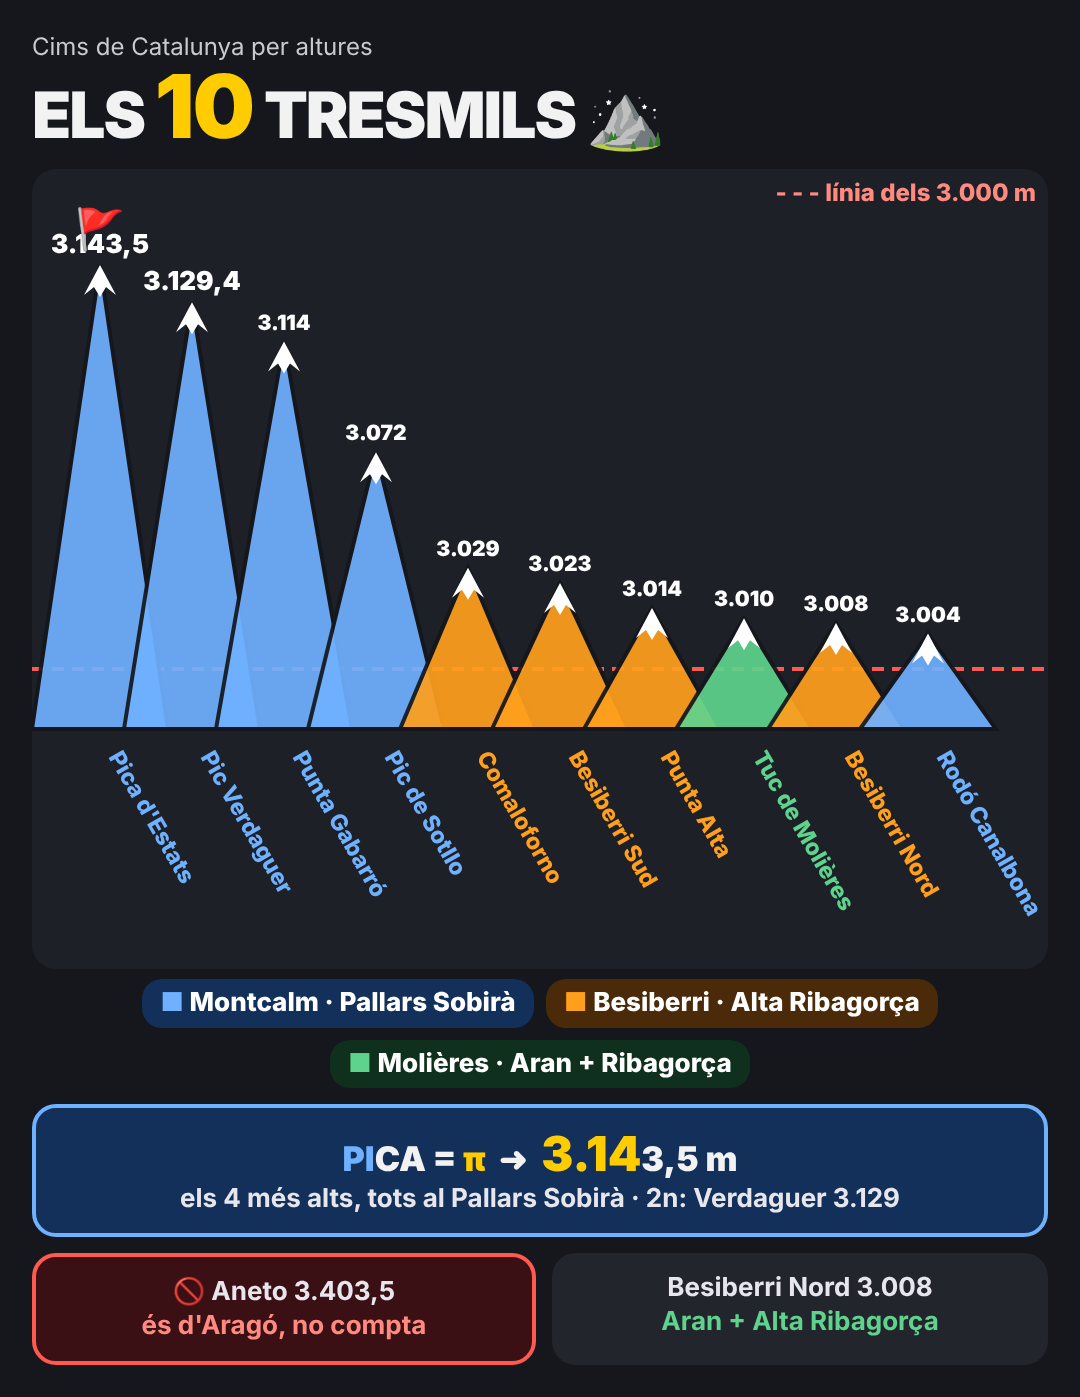 Cims de Catalunya per altures
ELS 10 TRESMILS
--- línia dels 3.000 m
3.143,5
3.129,4
3.114
3.072
3.029
3.023
3.014
3.010
3.008
3.004
Pica d'Estats
Pic Verdaguer
Punta Gabarró
Pic de Sotllo
Comaloforno
Besiberri Sud
Punta Alta
Tuc de Molières
Besiberri Nord
Rodó Canalbona
Montcalm · Pallars Sobirà
Besiberri · Alta Ribagorça
Molières · Aran + Ribagorça
PICA = π → 3.143,5 m
els 4 més alts, tots al Pallars Sobirà · 2n: Verdaguer 3.129
Aneto 3.403,5
és d'Aragó, no compta
Besiberri Nord 3.008
Aran + Alta Ribagorça